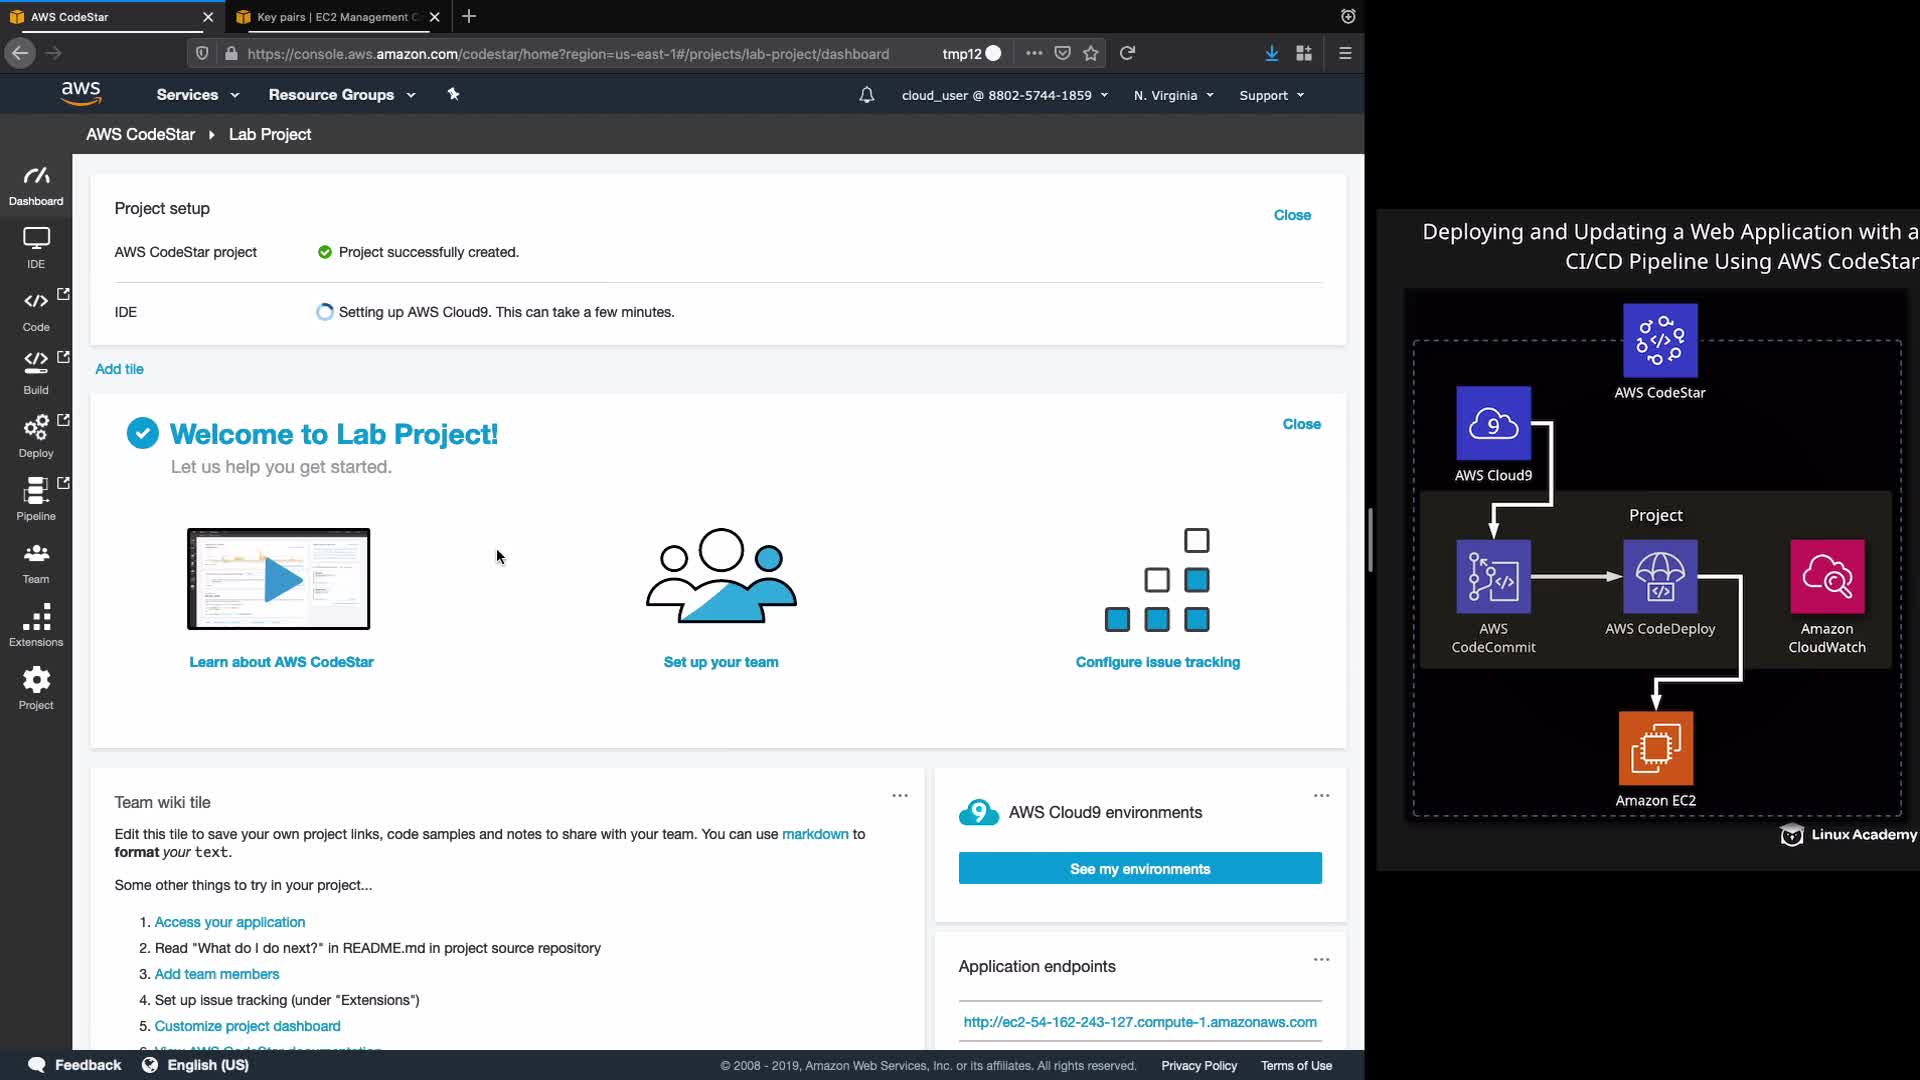 AWS CodeStar
Key pairs | EC2 Management C
https://console.aws.amazon.com/codestar/home?region=us-east-1#/projects/lab-project/dashboard
tmp12
aws
Services
Resource Groups
cloud_user @ 8802-5744-1859
N. Virginia
Support
AWS CodeStar
Lab Project
Dashboard
IDE
Code
Build
Deploy
Pipeline
Team
Extensions
Project
Project setup
Close
AWS CodeStar project
Project successfully created.
IDE
Setting up AWS Cloud9. This can take a few minutes.
Add tile
Welcome to Lab Project!
Close
Let us help you get started.
Learn about AWS CodeStar
Set up your team
Configure issue tracking
Team wiki tile
Edit this tile to save your own project links, code samples and notes to share with your team. You can use markdown to
format your text.
Some other things to try in your project...
1. Access your application
2. Read "What do I do next?" in README.md in project source repository
3. Add team members
4. Set up issue tracking (under "Extensions")
5. Customize project dashboard
6. View AWS CodeStar documentation
9
AWS Cloud9 environments
See my environments
Application endpoints
http://ec2-54-162-243-127.compute-1.amazonaws.com
Feedback
English (US)
© 2008 - 2019, Amazon Web Services, Inc. or its affiliates. All rights reserved.
Privacy Policy
Terms of Use
Deploying and Updating a Web Application with a
CI/CD Pipeline Using AWS CodeStar
AWS CodeStar
9
AWS Cloud9
Project
AWS
CodeCommit
AWS CodeDeploy
Amazon
CloudWatch
Amazon EC2
Linux Academy